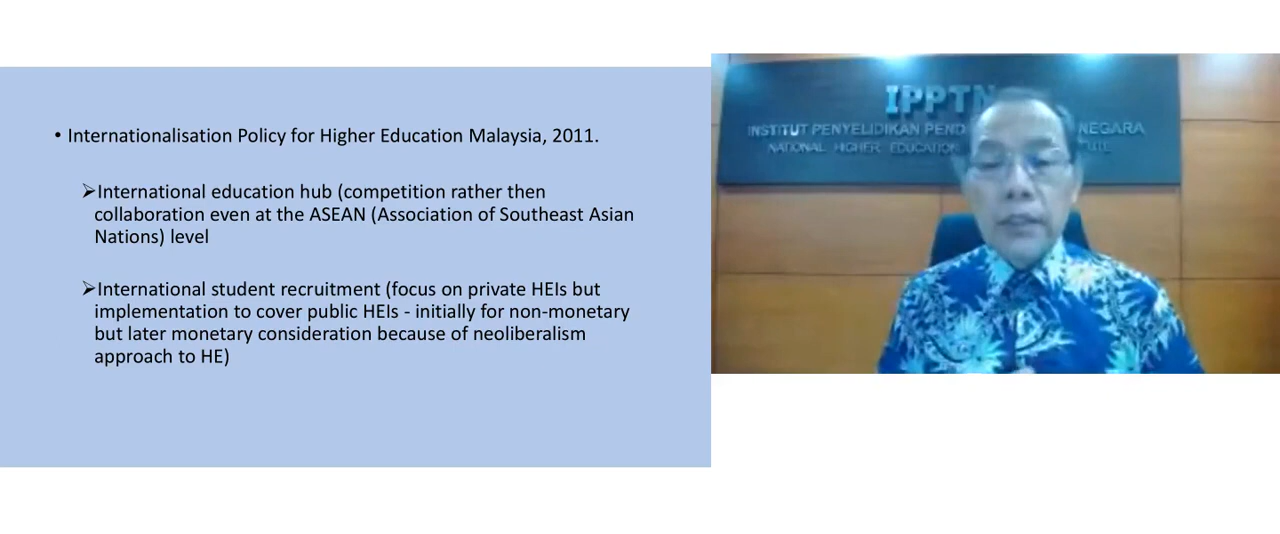 • Internationalisation Policy for Higher Education Malaysia, 2011.
➢International education hub (competition rather then
collaboration even at the ASEAN (Association of Southeast Asian
Nations) level
➢International student recruitment (focus on private HEIs but
implementation to cover public HEIs - initially for non-monetary
but later monetary consideration because of neoliberalism
approach to HE)
IPPTN
INSTITUT PENYELIDIKAN PEND NEGARA
NATIONAL HIGHER EDUCATION